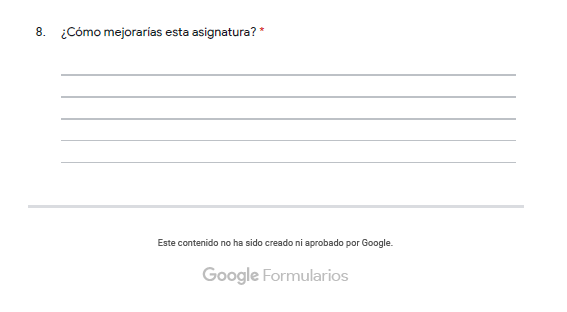 8. ¿Cómo mejorarías esta asignatura? *
Este contenido no ha sido creado ni aprobado por Google.
Google Formularios